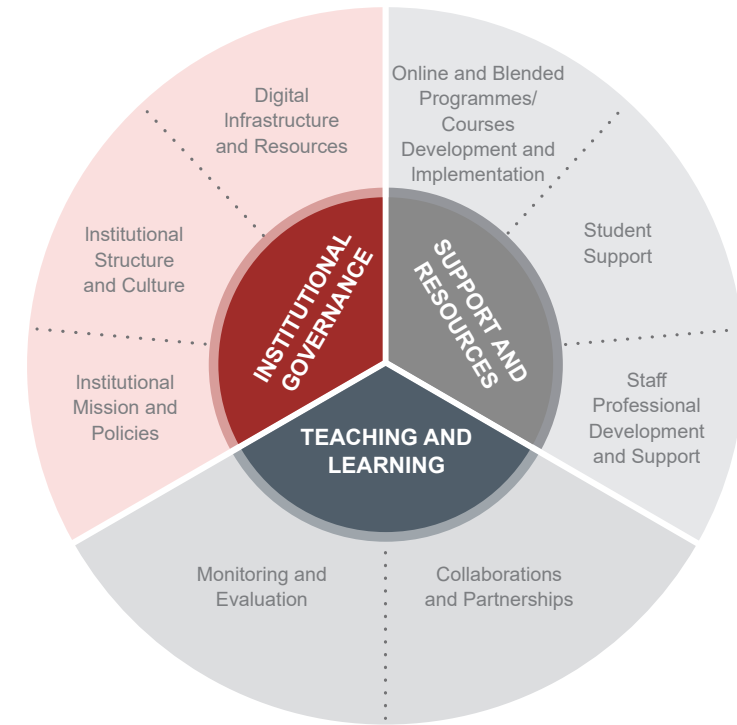 Online and Blended
Programmes/
Courses
Development and
Implementation
Student
Support
Staff
Professional
Development
and Support
Collaborations
and Partnerships
Monitoring and
Evaluation
Institutional
Mission and
Policies
Institutional
Structure
and Culture
Digital
Infrastructure
and Resources
INSTITUTIONAL
GOVERNANCE
SUPPORT AND
RESOURCES
TEACHING AND
LEARNING